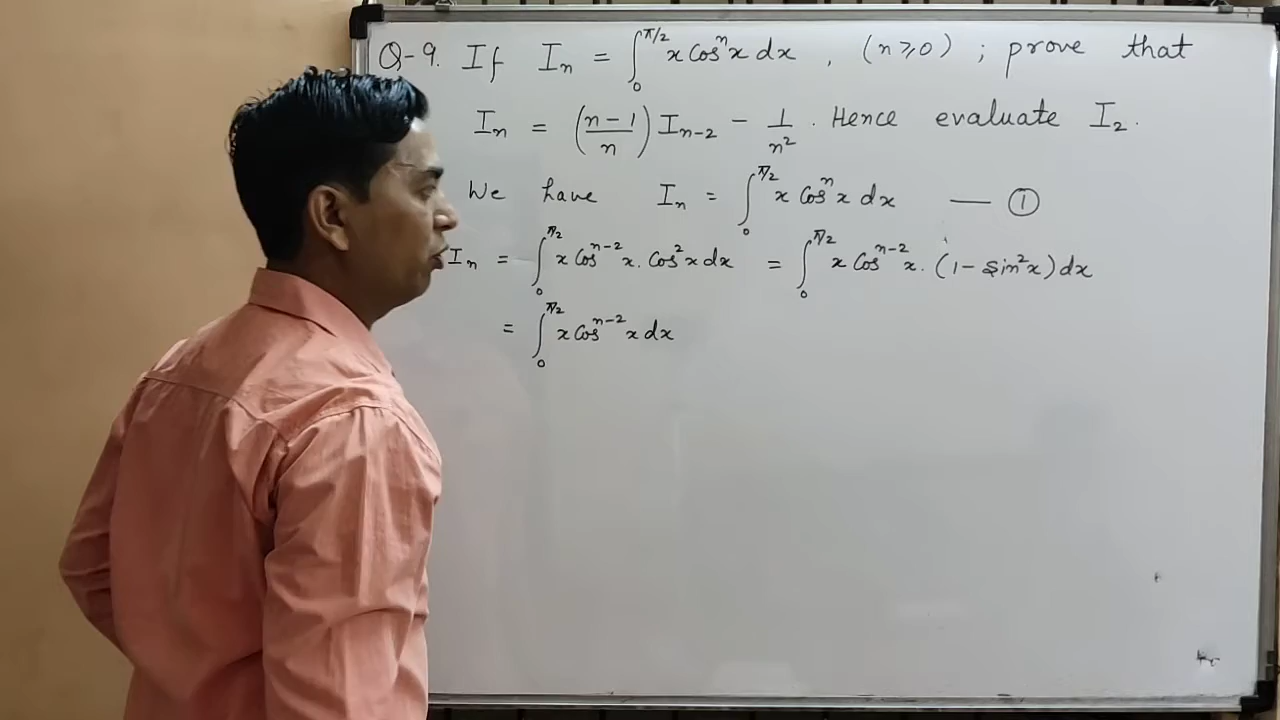 Q-9. If Iₙ = ∫₀^(π/2) x Cosⁿx dx , (n ⩾ 0) ; prove that
Iₙ = ((n-1)/n) Iₙ₋₂ - 1/n² . Hence evaluate I₂.
We have Iₙ = ∫₀^(π/2) x Cosⁿx dx — ①
Iₙ = ∫₀^(π/2) x Cosⁿ⁻²x. Cos²x dx = ∫₀^(π/2) x Cosⁿ⁻²x. (1 - Sin²x) dx
= ∫₀^(π/2) x Cosⁿ⁻²x dx